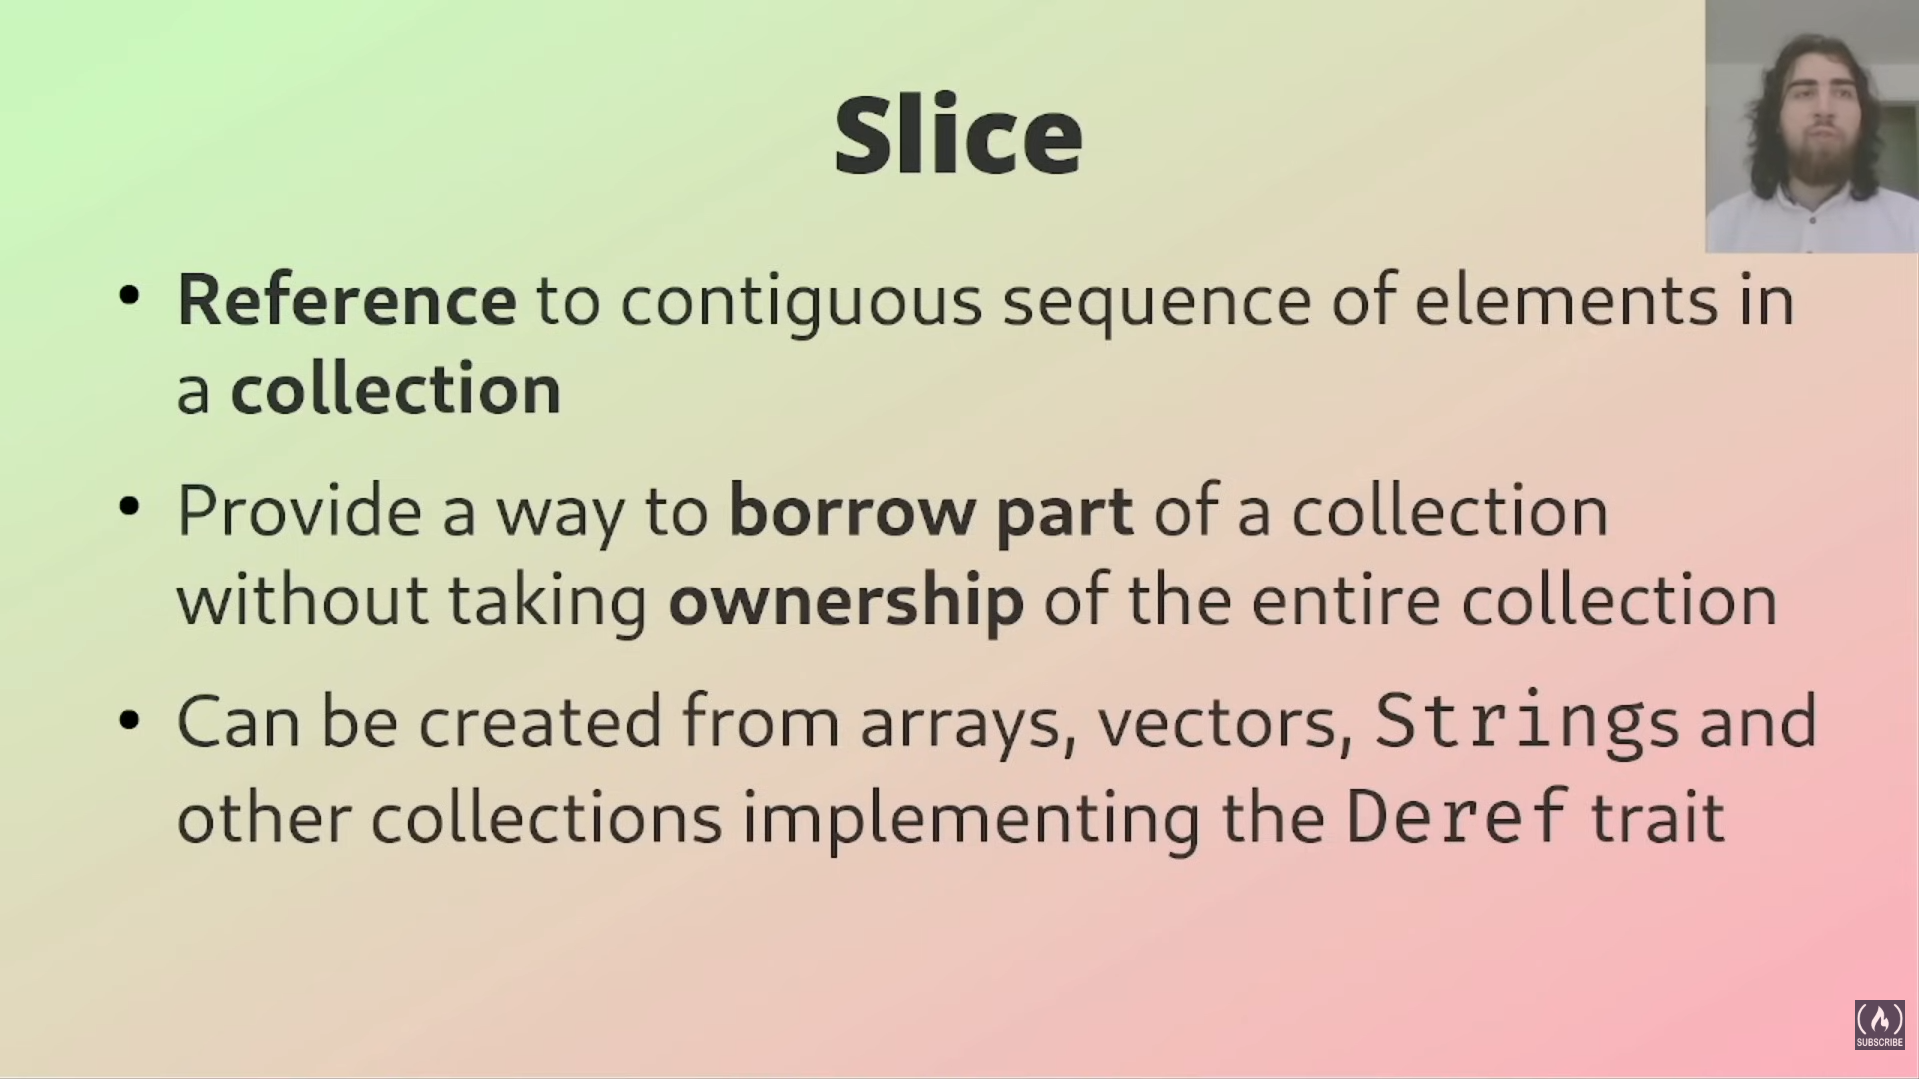 Slice
• Reference to contiguous sequence of elements in
a collection
• Provide a way to borrow part of a collection
without taking ownership of the entire collection
• Can be created from arrays, vectors, Strings and
other collections implementing the Deref trait
SUBSCRIBE